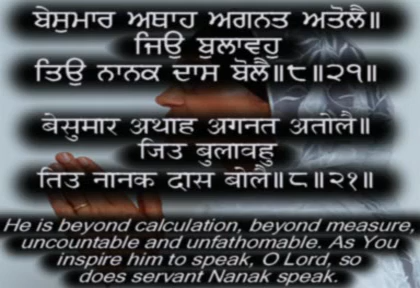 ਬੇਸੁਮਾਰ ਅਥਾਹ ਅਗਨਤ ਅਤੋਲੈ॥
ਜਿਉ ਬੁਲਾਵਹੁ
ਤਿਉ ਨਾਨਕ ਦਾਸ ਬੋਲੈ॥੮॥੨੧॥
बेसुमार अथाह अगनत अतोलै॥
जिउ बुलावहु
तिउ नानक दास बोलै॥८॥२१॥
He is beyond calculation, beyond measure,
uncountable and unfathomable. As You
inspire him to speak, O Lord, so
does servant Nanak speak.